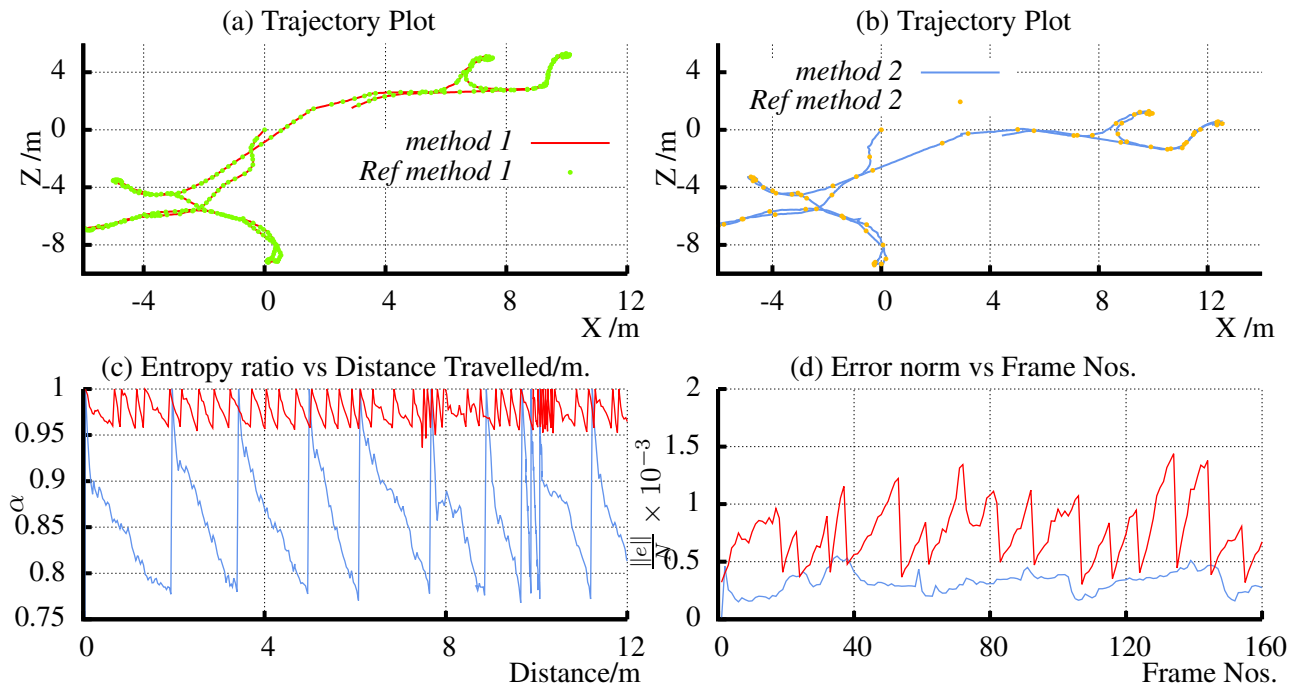 (a) Trajectory Plot
(b) Trajectory Plot
4
0
-4
-8
Z /m
method 1
Ref method 1
-4
0
4
8
12
X /m
4
0
-4
-8
Z /m
method 2
Ref method 2
-4
0
4
8
12
X /m
(c) Entropy ratio vs Distance Travelled/m.
(d) Error norm vs Frame Nos.
1
0.95
0.9
0.85
0.8
0.75
α
0
2
4
6
8
10
12
Distance/m
2
1.5
1
0.5
0
‖e‖/N × 10⁻³
0
40
80
120
160
Frame Nos.